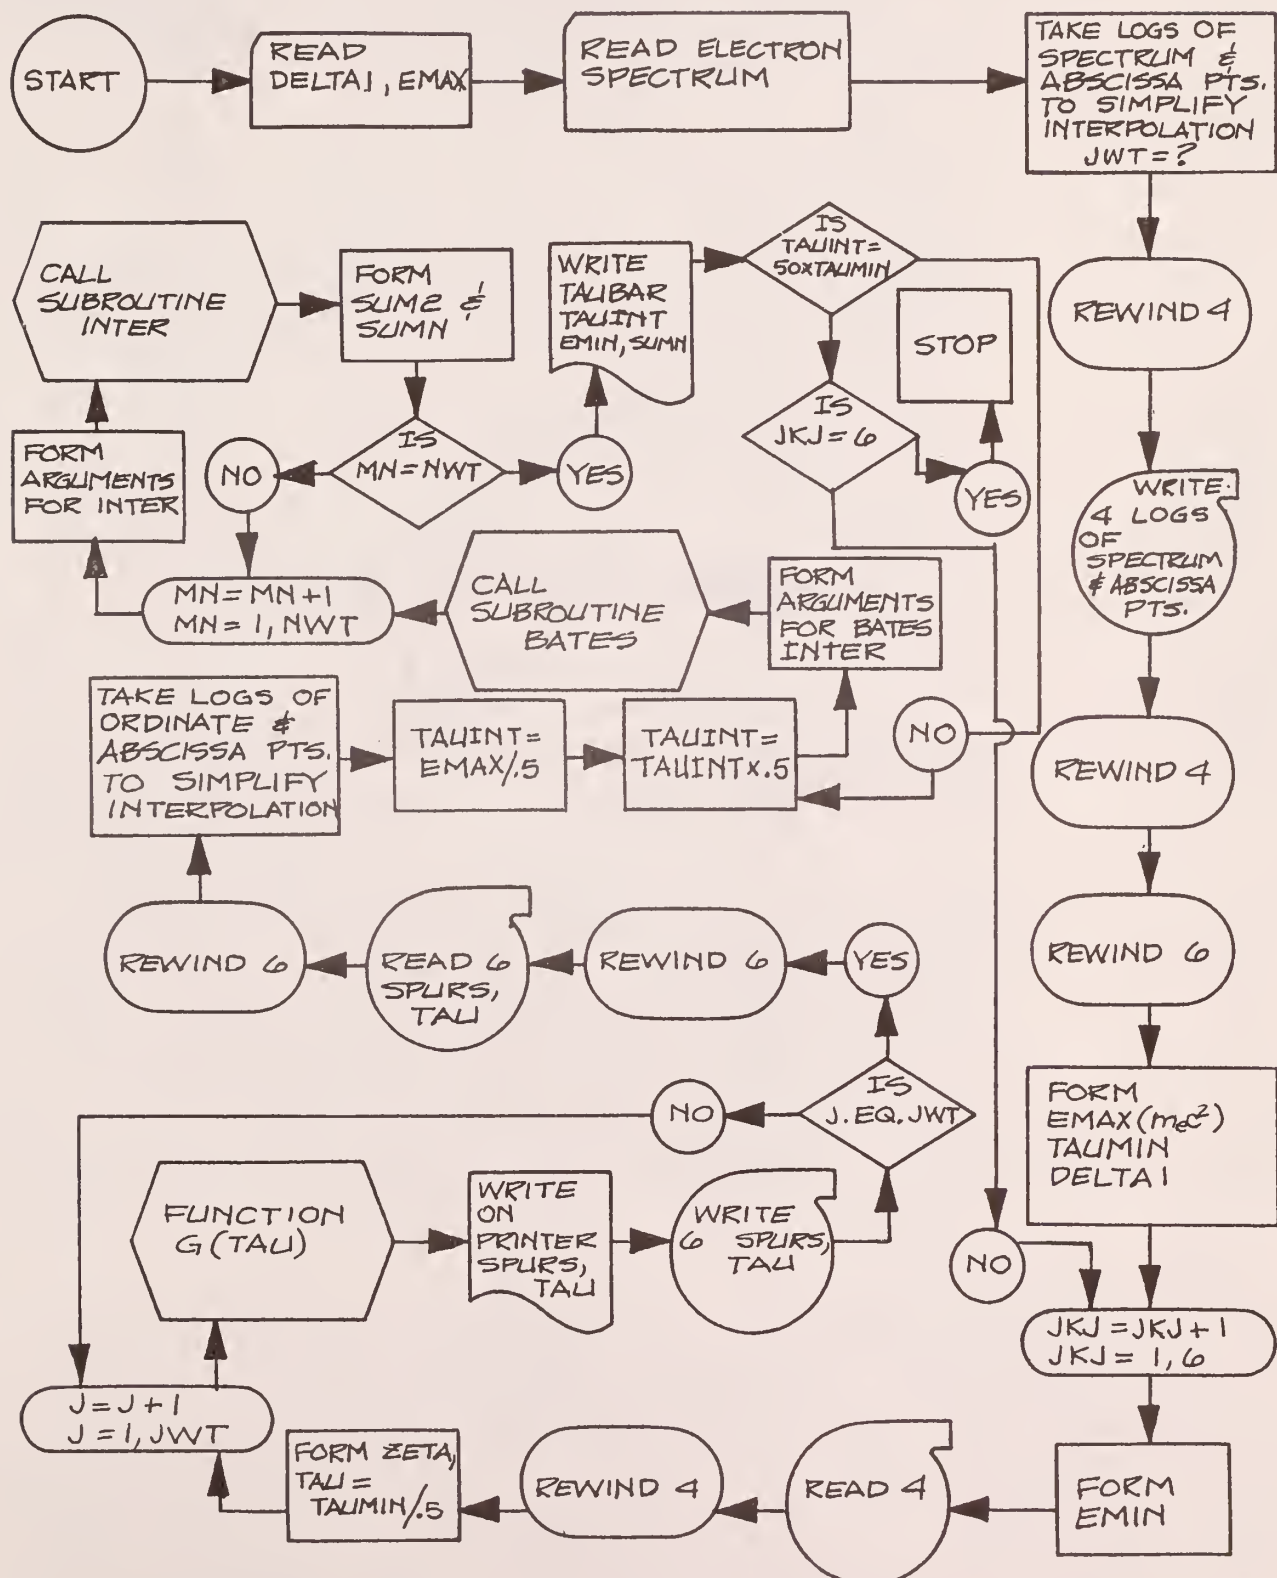 START
READ
DELTA1, EMAX
READ ELECTRON
SPECTRUM
TAKE LOGS OF
SPECTRUM &
ABSCISSA PTS.
TO SIMPLIFY
INTERPOLATION
JWT = ?
REWIND 4
WRITE
4 LOGS
OF
SPECTRUM
& ABSCISSA
PTS.
REWIND 4
REWIND 6
FORM
EMAX(mec²)
TAUMIN
DELTA1
JKJ = JKJ + 1
JKJ = 1, 6
FORM
EMIN
READ 4
REWIND 4
FORM ZETA,
TAU =
TAUMIN/.5
J = J + 1
J = 1, JWT
FUNCTION
G (TAU)
WRITE
ON
PRINTER
SPURS,
TAU
WRITE
6 SPURS,
TAU
IS
J. EQ. JWT
NO
YES
REWIND 6
READ 6
SPURS,
TAU
REWIND 6
TAKE LOGS OF
ORDINATE &
ABSCISSA PTS.
TO SIMPLIFY
INTERPOLATION
TAUINT =
EMAX/.5
TAUINT =
TAUINT x .5
FORM
ARGUMENTS
FOR BATES
INTER
CALL
SUBROUTINE
BATES
MN = MN + 1
MN = 1, NWT
FORM
ARGUMENTS
FOR INTER
CALL
SUBROUTINE
INTER
FORM
SUM2 &
SUMN
IS
MN = NWT
NO
YES
WRITE
TAUBAR
TAUINT
EMIN, SUMN
IS
TAUINT =
50XTAUMIN
NO
IS
JKJ = 6
YES
STOP
NO